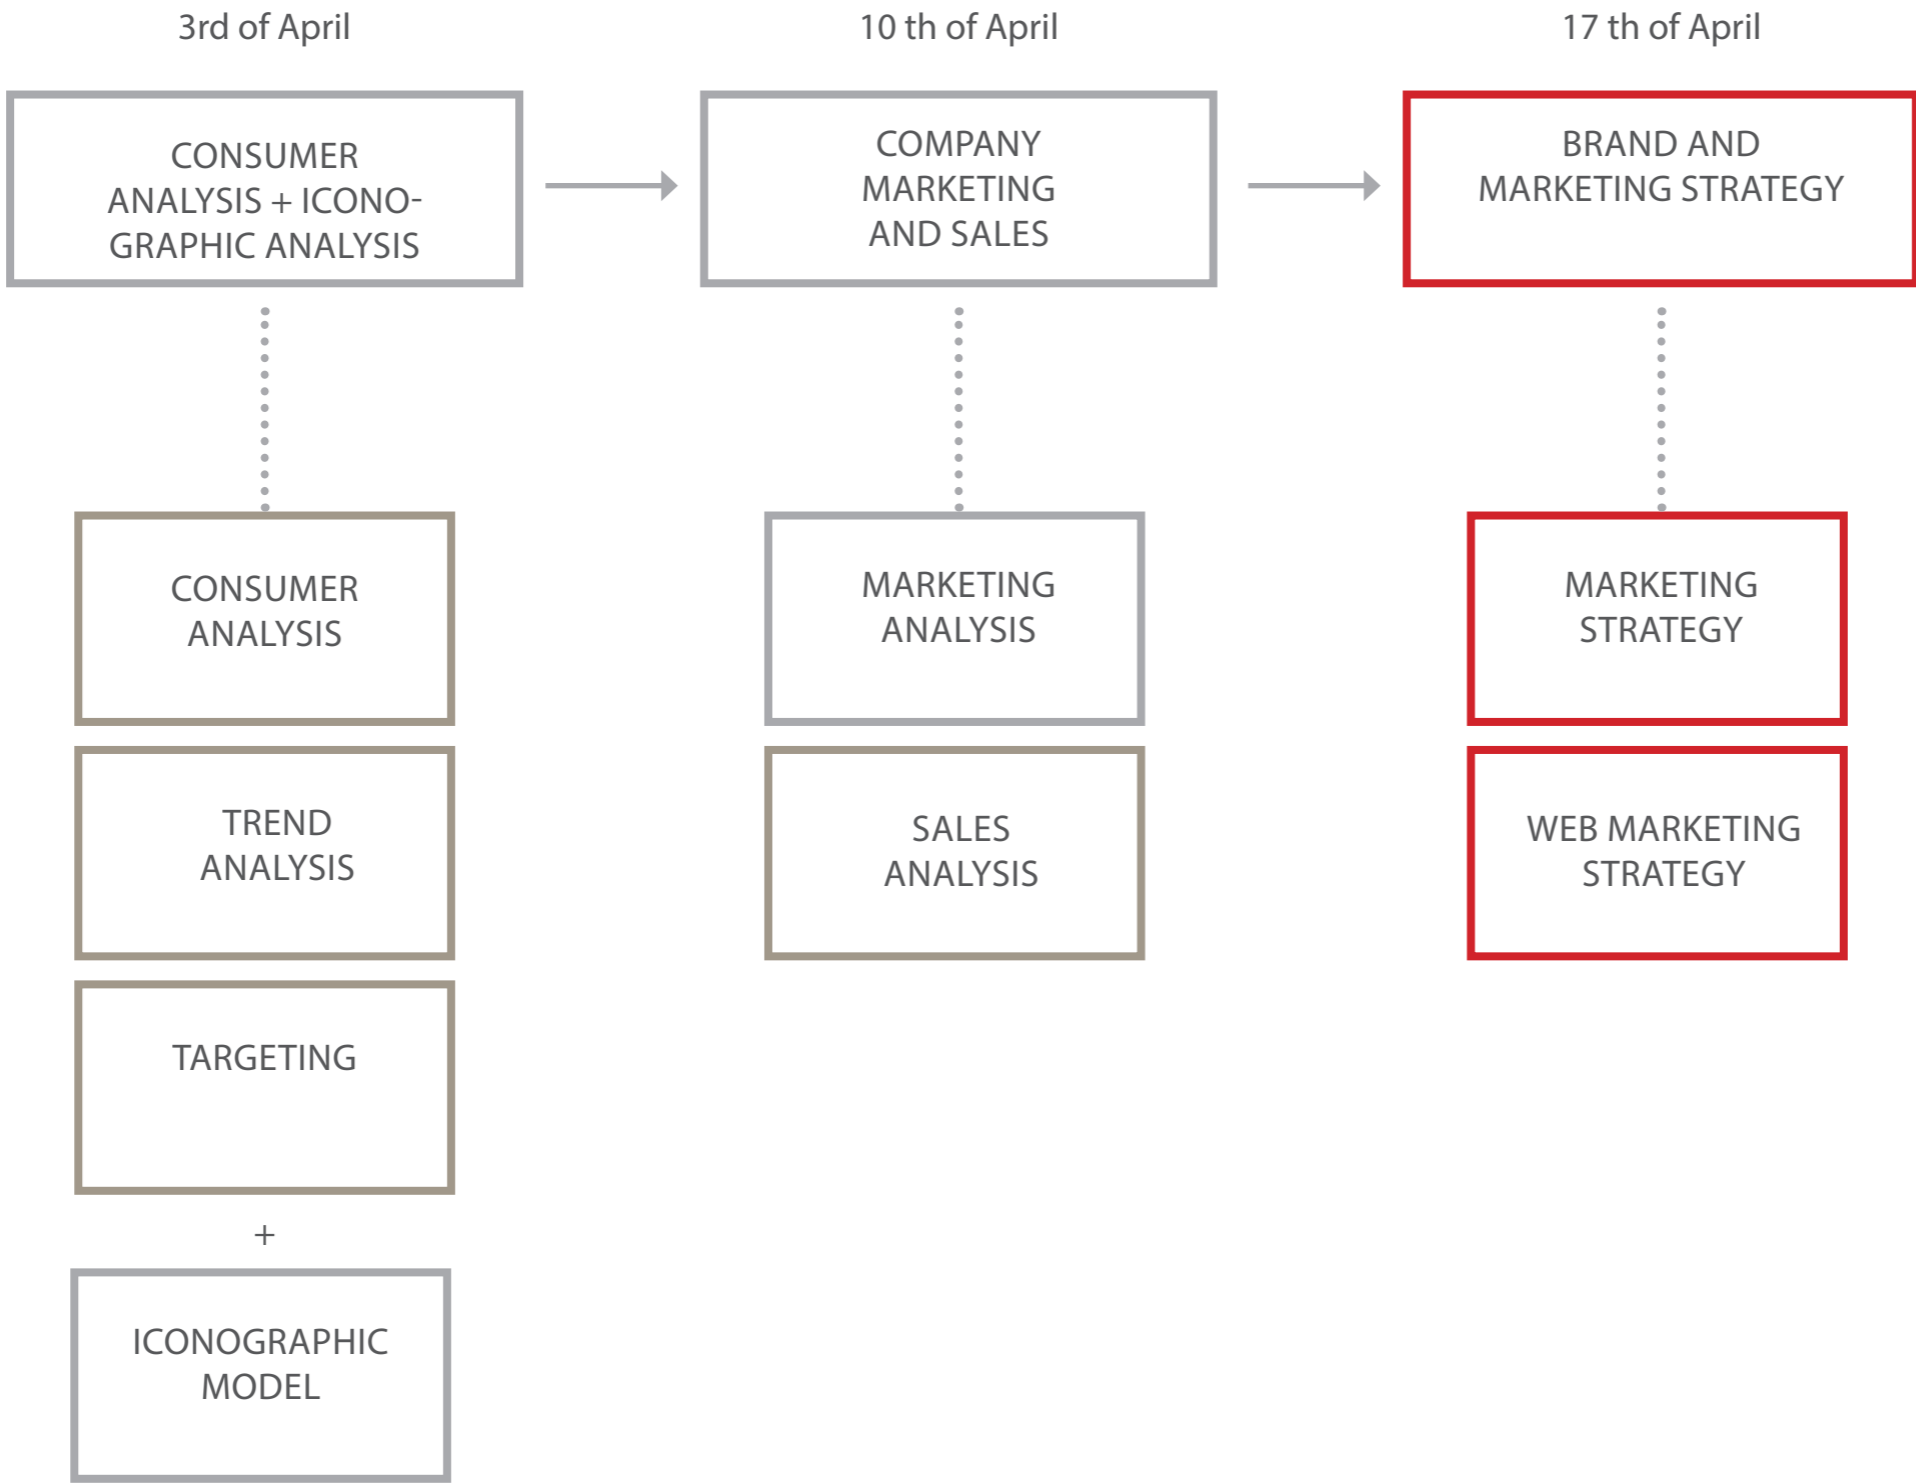 3rd of April
10 th of April
17 th of April
CONSUMER
ANALYSIS + ICONO-
GRAPHIC ANALYSIS
COMPANY
MARKETING
AND SALES
BRAND AND
MARKETING STRATEGY
CONSUMER
ANALYSIS
MARKETING
ANALYSIS
MARKETING
STRATEGY
TREND
ANALYSIS
SALES
ANALYSIS
WEB MARKETING
STRATEGY
TARGETING
+
ICONOGRAPHIC
MODEL